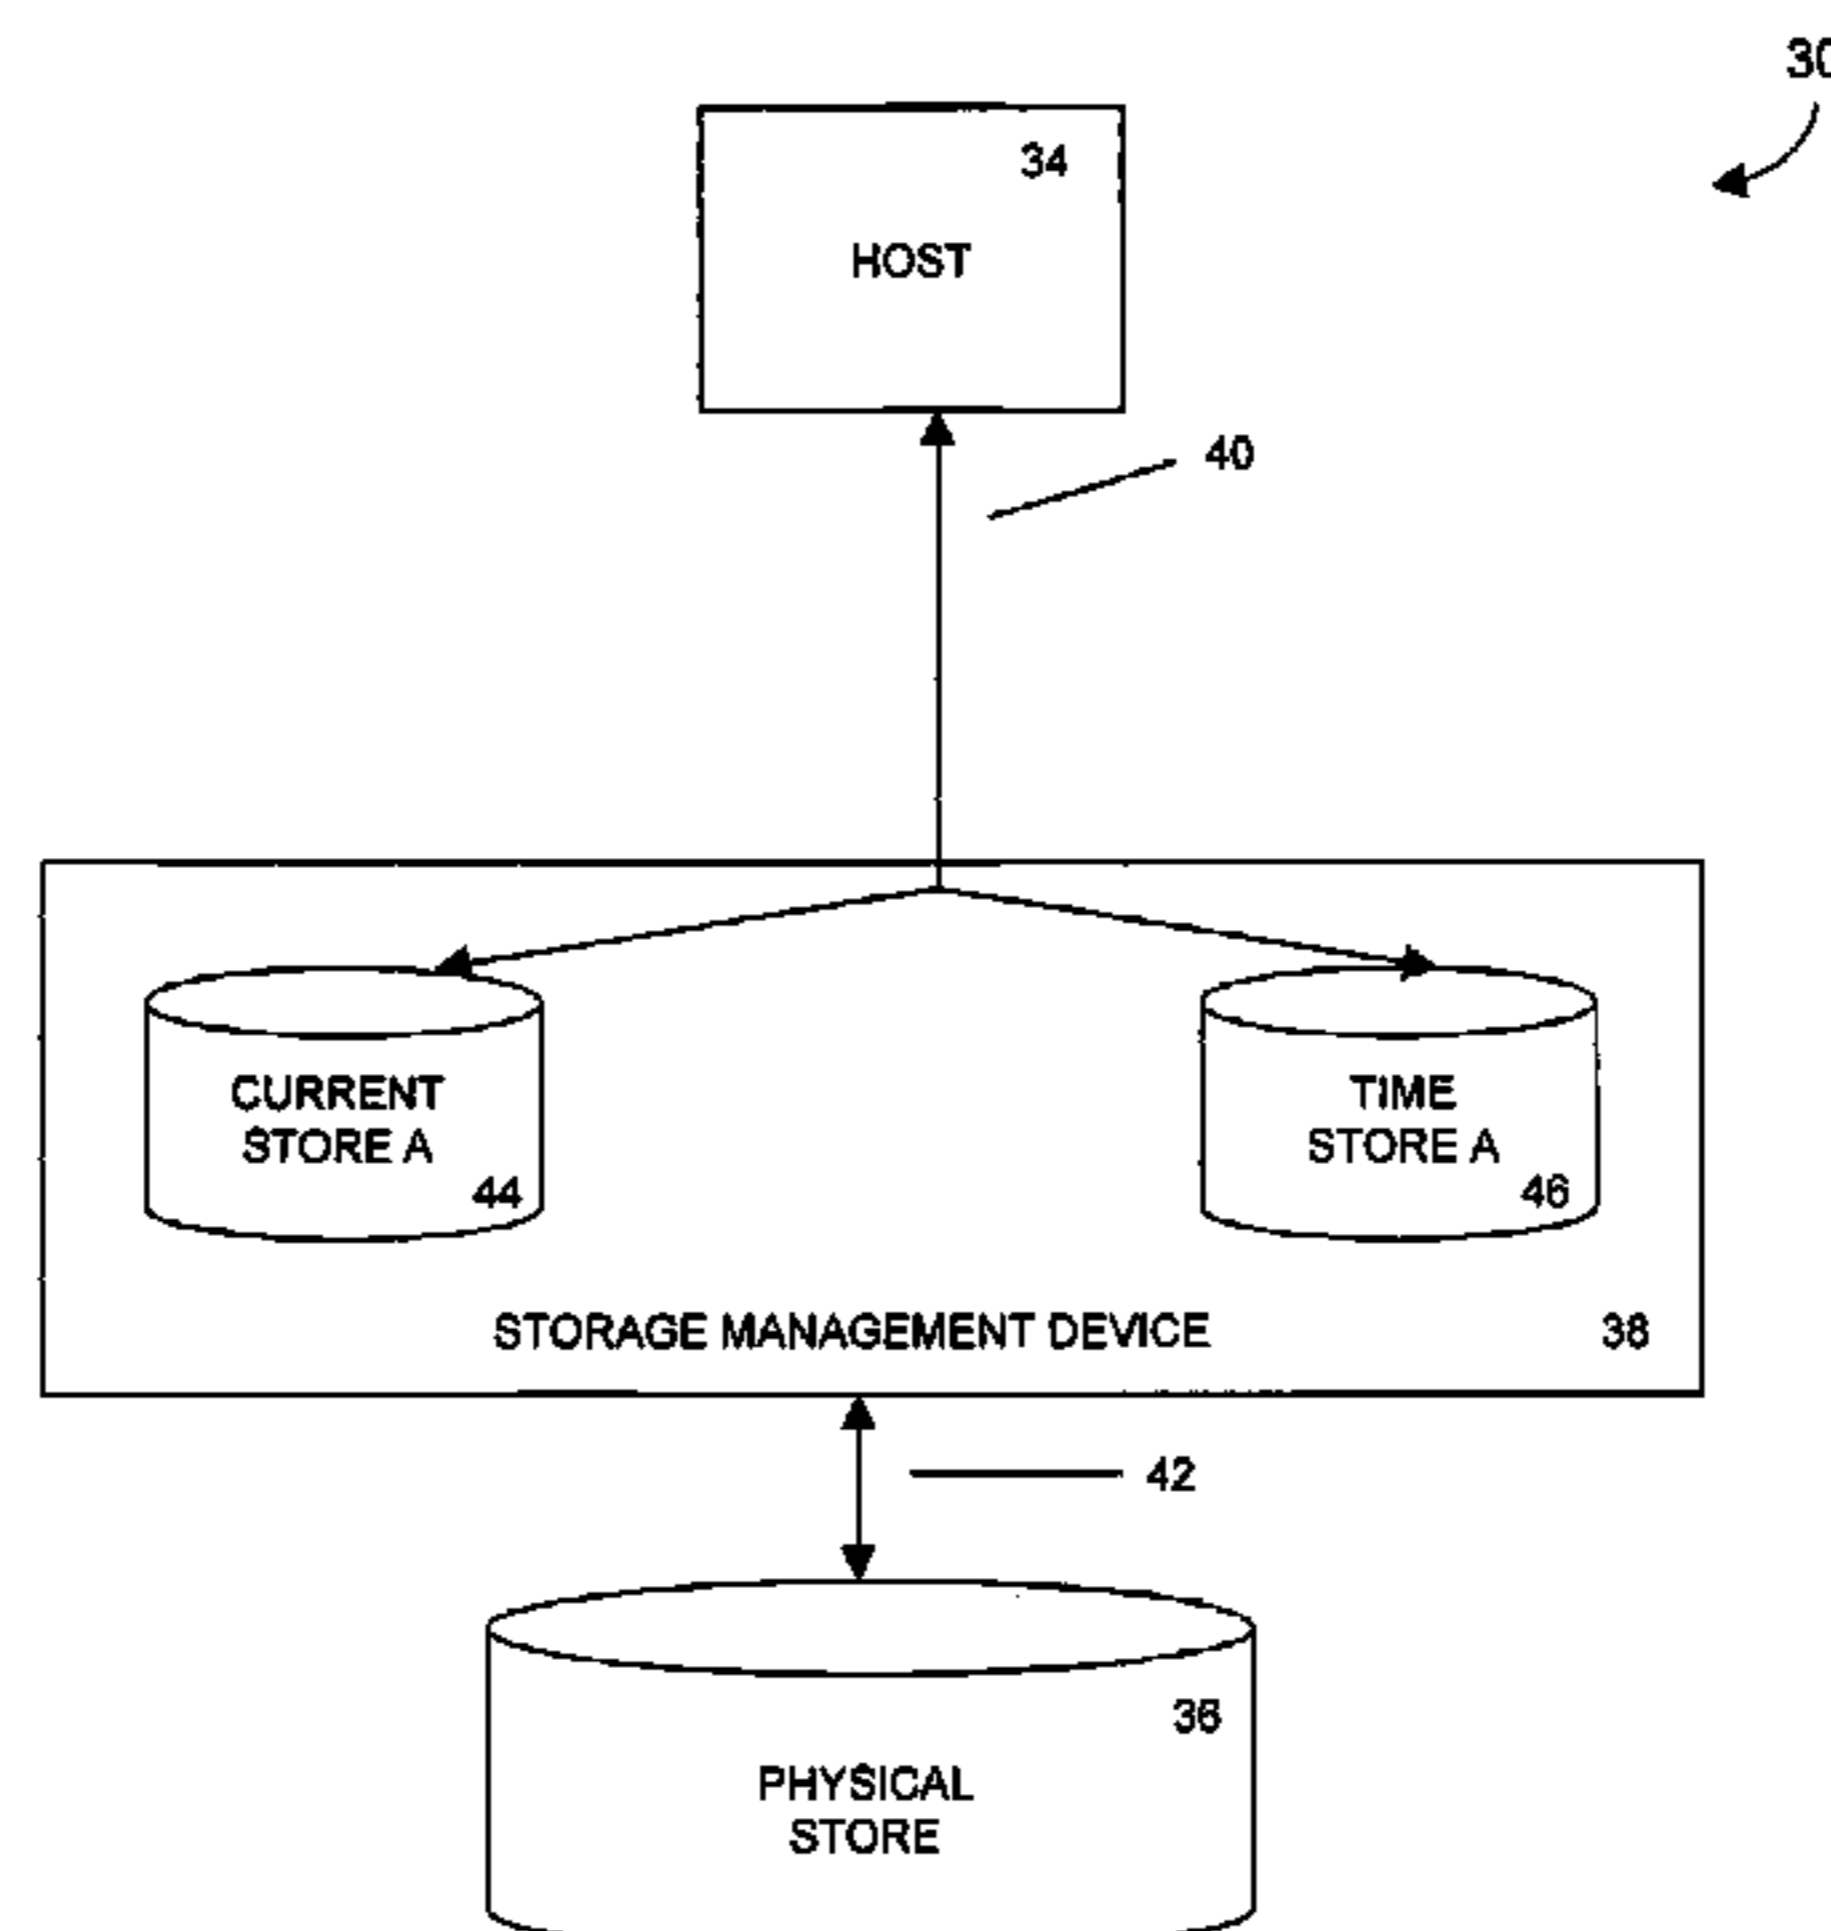 30
34
HOST
40
CURRENT
STORE A
44
TIME
STORE A
46
STORAGE MANAGEMENT DEVICE 38
42
36
PHYSICAL
STORE